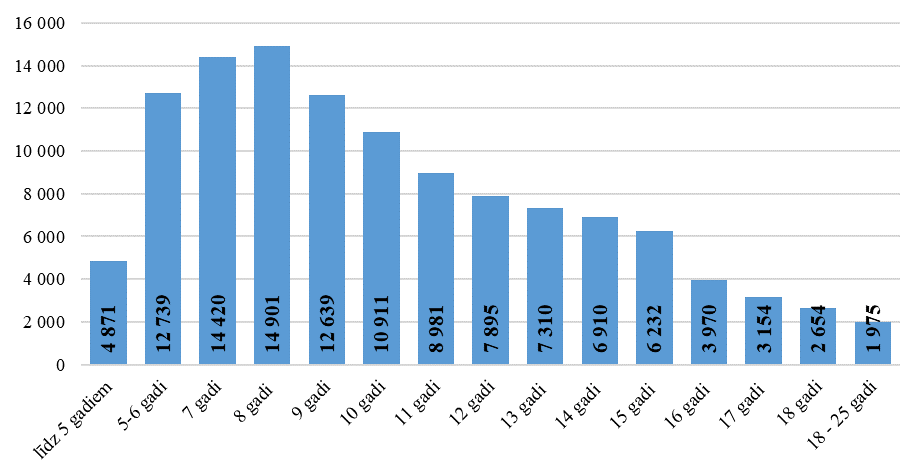 16 000
14 000
12 000
10 000
8 000
6 000
4 000
2 000
0
4 871
12 739
14 420
14 901
12 639
10 911
8 981
7 895
7 310
6 910
6 232
3 970
3 154
2 654
1 975
līdz 5 gadiem
5-6 gadi
7 gadi
8 gadi
9 gadi
10 gadi
11 gadi
12 gadi
13 gadi
14 gadi
15 gadi
16 gadi
17 gadi
18 gadi
18 - 25 gadi